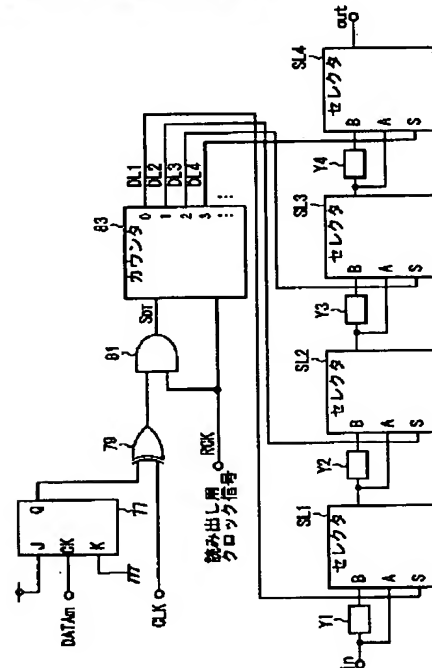 J
Q
DATAm
CK
K
77
CLK
79
81
SDT
読み出し用
クロック信号
RCK
83
カウンタ
0
1
2
3
DL1
DL2
DL3
DL4
in
Y1
SL1
セレクタ
B
A
S
Y2
SL2
セレクタ
B
A
S
Y3
SL3
セレクタ
B
A
S
Y4
SL4
セレクタ
B
A
S
out